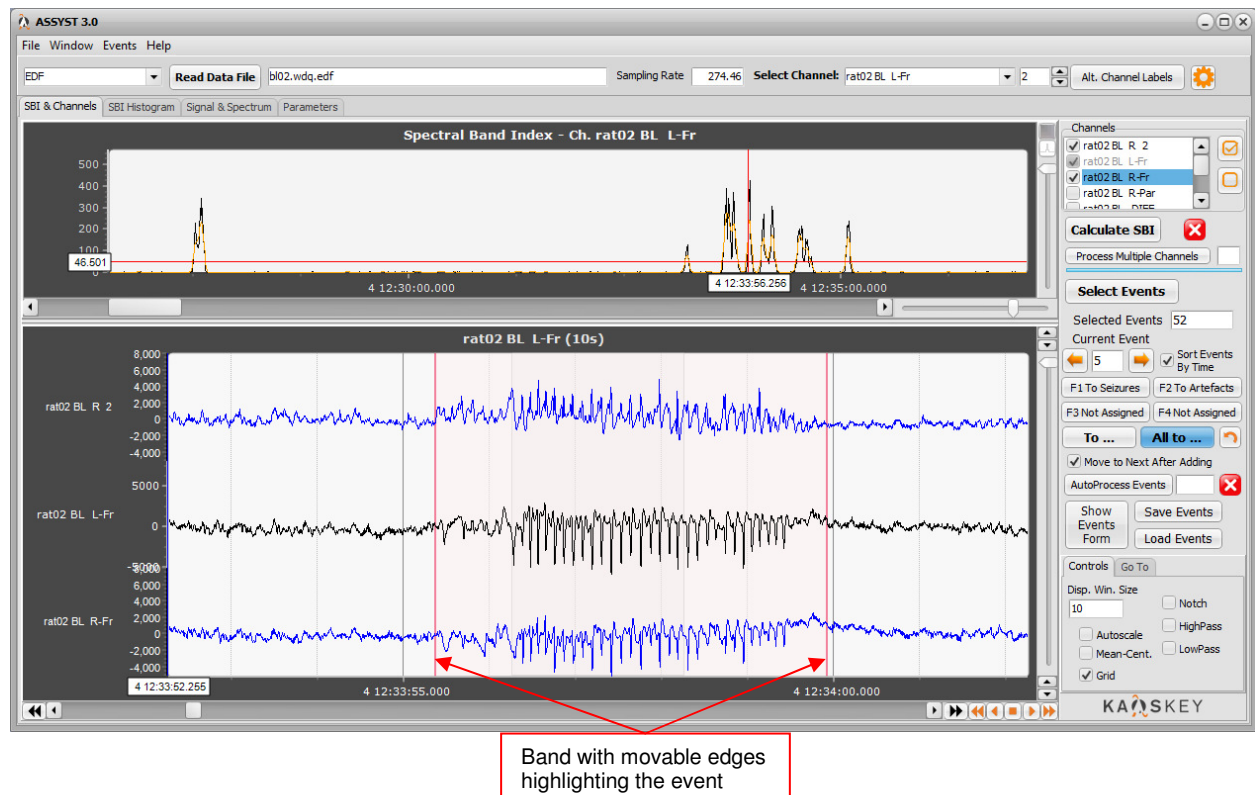 ASSYST 3.0
File Window Events Help
EDF Read Data File bl02.wdq.edf Sampling Rate 274.46 Select Channel: rat02 BL L-Fr 2 Alt. Channel Labels
SBI & Channels SBI Histogram Signal & Spectrum Parameters
Spectral Band Index - Ch. rat02 BL L-Fr
500
400
300
200
100
0
46.501
4 12:30:00.000
4 12:33:56.256
4 12:35:00.000
rat02 BL L-Fr (10s)
8,000
6,000
4,000
2,000
0
-2,000
-4,000
rat02 BL R 2
5000
0
-5000
rat02 BL L-Fr
8,000
6,000
4,000
2,000
0
-2,000
-4,000
rat02 BL R-Fr
4 12:33:52.255
4 12:33:55.000
4 12:34:00.000
Channels
rat02 BL R 2
rat02 BL L-Fr
rat02 BL R-Fr
rat02 BL R-Par
rat02 BL DIFF
Calculate SBI
Process Multiple Channels
Select Events
Selected Events 52
Current Event
5
Sort Events
By Time
F1 To Seizures F2 To Artefacts
F3 Not Assigned F4 Not Assigned
To ... All to ...
Move to Next After Adding
AutoProcess Events
Show
Events
Form
Save Events
Load Events
Controls Go To
Disp. Win. Size
10
Notch
HighPass
Autoscale
LowPass
Mean-Cent.
Grid
KAOSKEY
Band with movable edges
highlighting the event